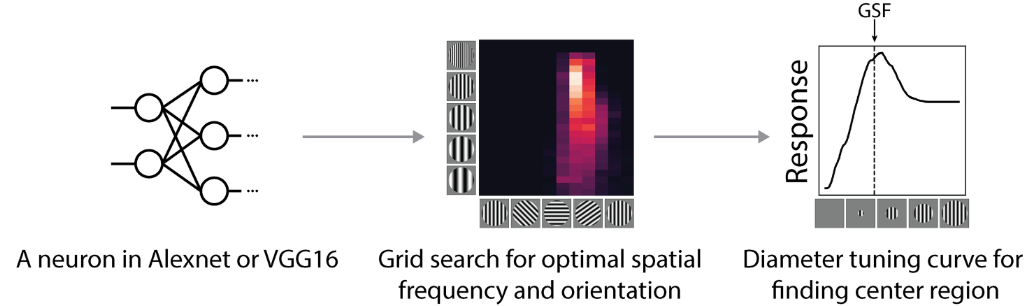 GSF
Response
A neuron in Alexnet or VGG16
Grid search for optimal spatial
frequency and orientation
Diameter tuning curve for
finding center region